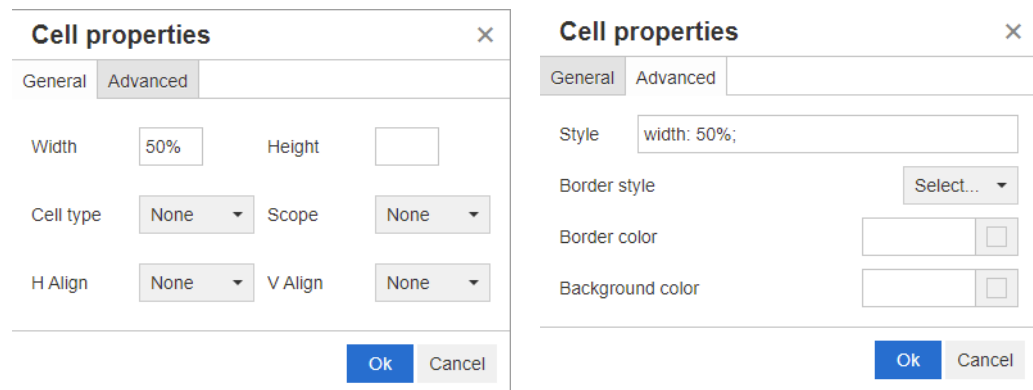 Cell properties ×
General Advanced
Width 50% Height
Cell type None Scope None
H Align None V Align None
Ok Cancel
Cell properties ×
General Advanced
Style width: 50%;
Border style Select...
Border color
Background color
Ok Cancel